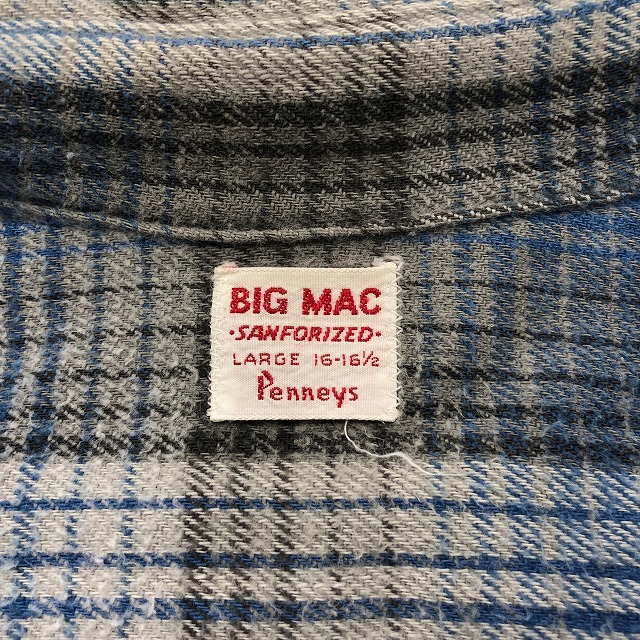 BIG MAC
·SANFORIZED·
LARGE 16-16½
Penneys